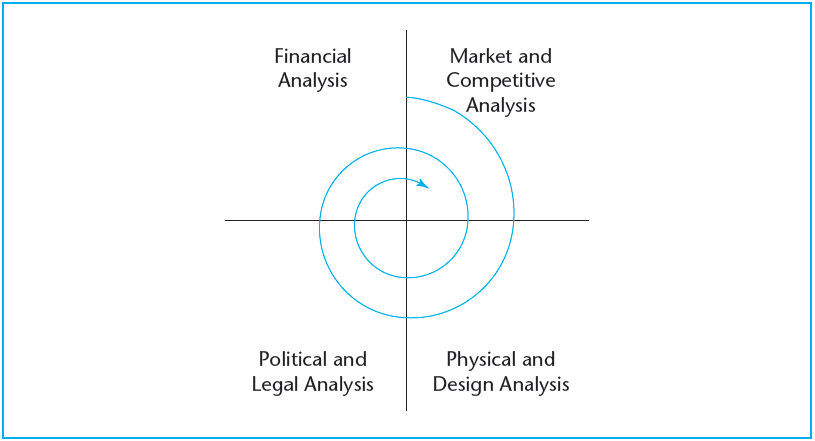 Financial
Analysis
Market and
Competitive
Analysis
Political and
Legal Analysis
Physical and
Design Analysis